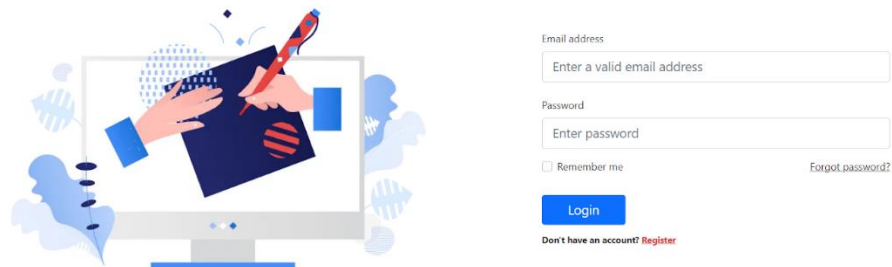 Email address
Enter a valid email address
Password
Enter password
Remember me Forgot password?
Login
Don't have an account? Register